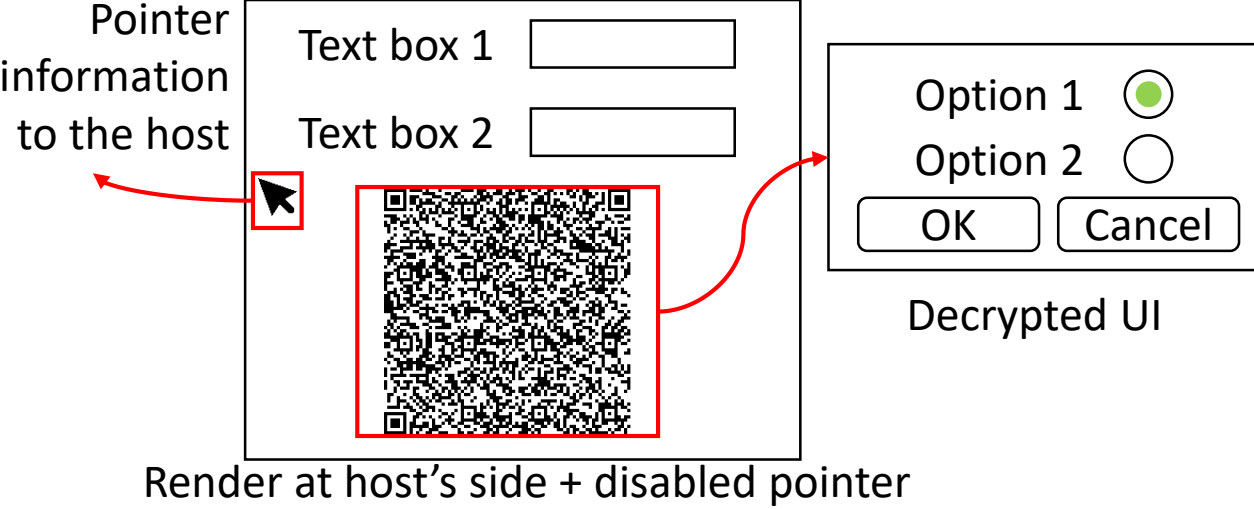 Pointer
information
to the host
Text box 1
Text box 2
Option 1
Option 2
OK
Cancel
Decrypted UI
Render at host's side + disabled pointer